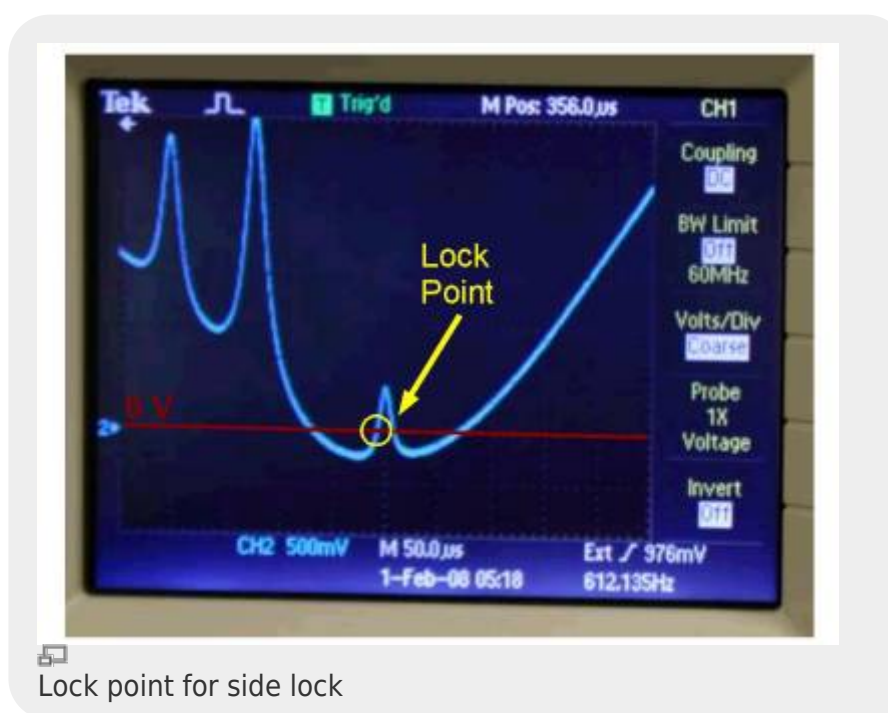 Tek
T Trig'd
M Pos: 356.0µs
CH1
Coupling
DC
BW Limit
Off
60MHz
Volts/Div
Coarse
Probe
1X
Voltage
Invert
Off
Lock
Point
0 V
2
CH2 500mV
M 50.0µs
Ext
976mV
1-Feb-08 05:18
612.135Hz
Lock point for side lock